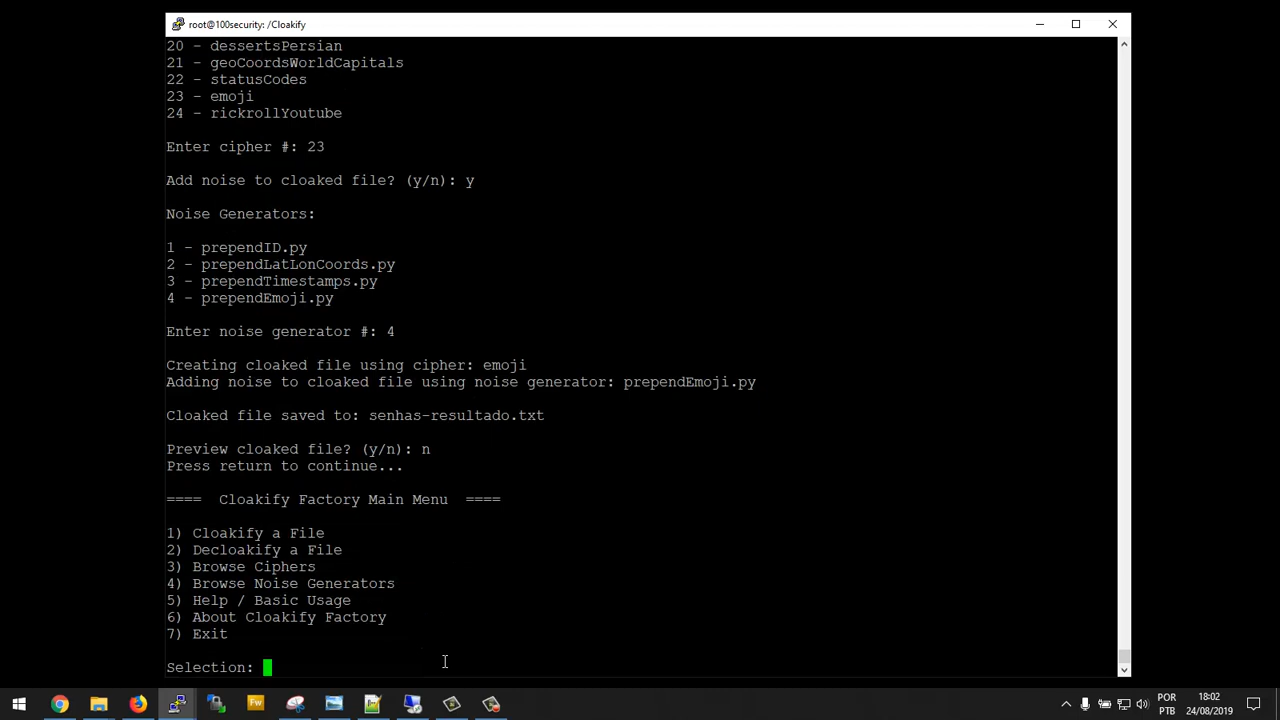 root@100security: /Cloakify
20 - dessertsPersian
21 - geoCoordsWorldCapitals
22 - statusCodes
23 - emoji
24 - rickrollYoutube
Enter cipher #: 23
Add noise to cloaked file? (y/n): y
Noise Generators:
1 - prependID.py
2 - prependLatLonCoords.py
3 - prependTimestamps.py
4 - prependEmoji.py
Enter noise generator #: 4
Creating cloaked file using cipher: emoji
Adding noise to cloaked file using noise generator: prependEmoji.py
Cloaked file saved to: senhas-resultado.txt
Preview cloaked file? (y/n): n
Press return to continue...
==== Cloakify Factory Main Menu ====
1) Cloakify a File
2) Decloakify a File
3) Browse Ciphers
4) Browse Noise Generators
5) Help / Basic Usage
6) About Cloakify Factory
7) Exit
Selection:
Fw
POR
PTB
18:02
24/08/2019